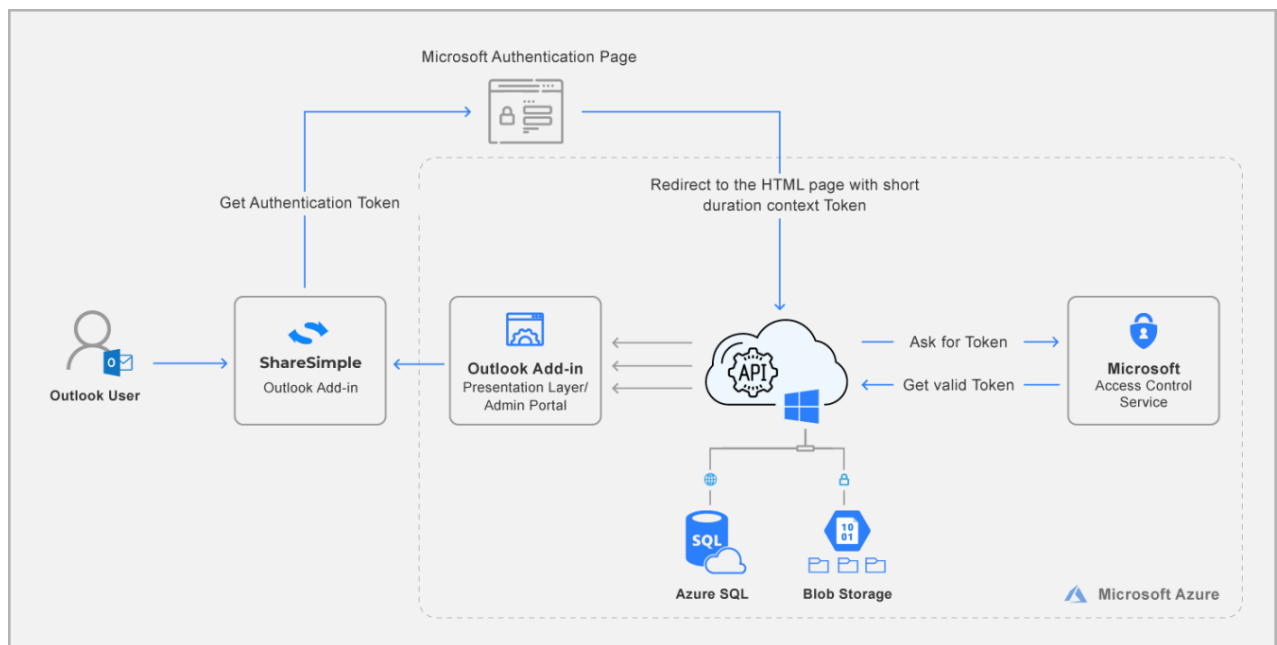 Microsoft Authentication Page
Redirect to the HTML page with short
duration context Token
Get Authentication Token
Outlook User
O
ShareSimple
Outlook Add-in
Outlook Add-in
Presentation Layer/
Admin Portal
API
Ask for Token
Get valid Token
Microsoft
Access Control
Service
SQL
Azure SQL
10
01
Blob Storage
Microsoft Azure